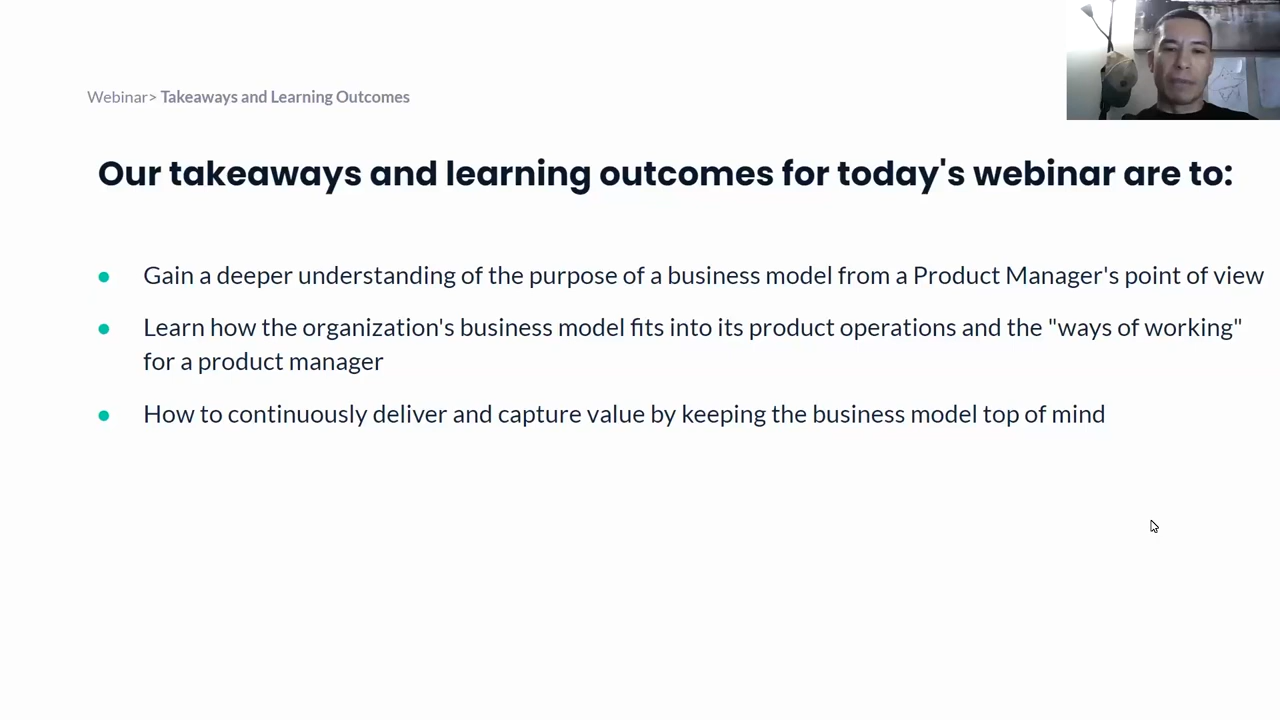 Webinar> Takeaways and Learning Outcomes
Our takeaways and learning outcomes for today's webinar are to:
● Gain a deeper understanding of the purpose of a business model from a Product Manager's point of view
● Learn how the organization's business model fits into its product operations and the "ways of working"
for a product manager
● How to continuously deliver and capture value by keeping the business model top of mind